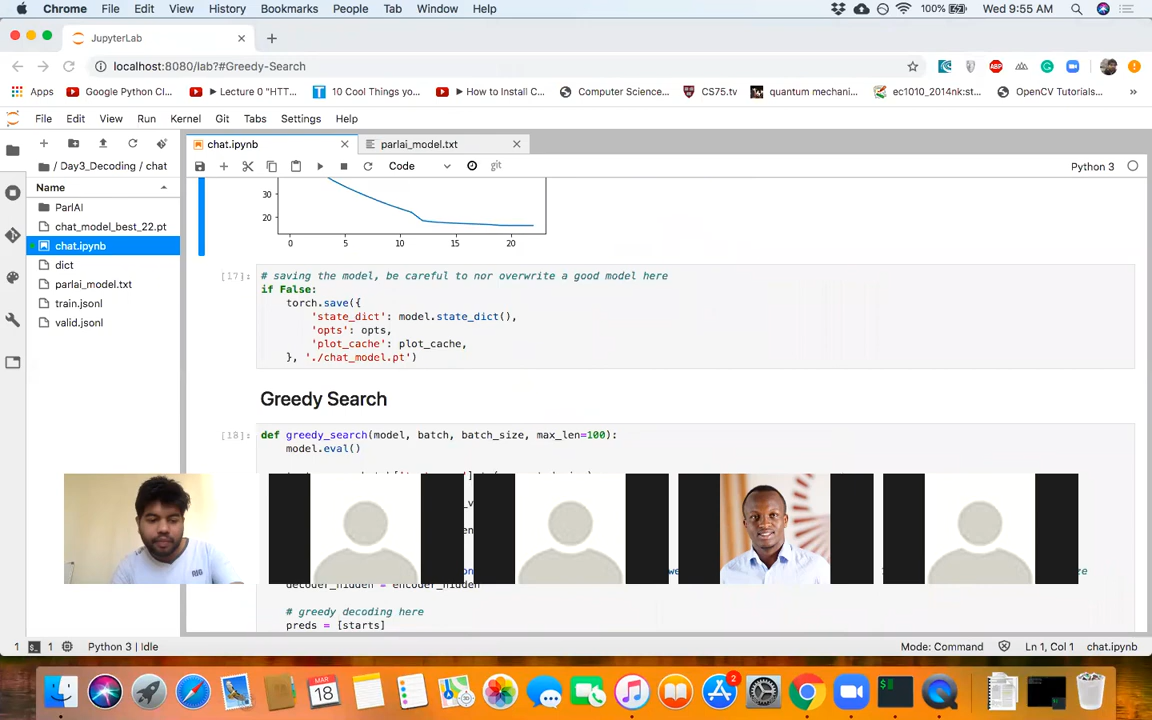 Chrome File Edit View History Bookmarks People Tab Window Help 100% Wed 9:55 AM
JupyterLab
localhost:8080/lab?#Greedy-Search
Apps Google Python Cl... Lecture 0 "HTT... 10 Cool Things yo... How to Install C... Computer Science... CS75.tv quantum mechani... ec1010_2014nk:st... OpenCV Tutorials...
File Edit View Run Kernel Git Tabs Settings Help
chat.ipynb parlai_model.txt
Code git Python 3
/ Day3_Decoding / chat
Name
ParlAI
chat_model_best_22.pt
chat.ipynb
dict
parlai_model.txt
train.jsonl
valid.jsonl
30
20
0 5 10 15 20
[17]: # saving the model, be careful to nor overwrite a good model here
if False:
torch.save({
'state_dict': model.state_dict(),
'opts': opts,
'plot_cache': plot_cache,
}, './chat_model.pt')
Greedy Search
[18]: def greedy_search(model, batch, batch_size, max_len=100):
model.eval()
decoder_hidden = encoder_hidden
# greedy decoding here
preds = [starts]
1 1 Python 3 | Idle Mode: Command Ln 1, Col 1 chat.ipynb
MAR
18
2